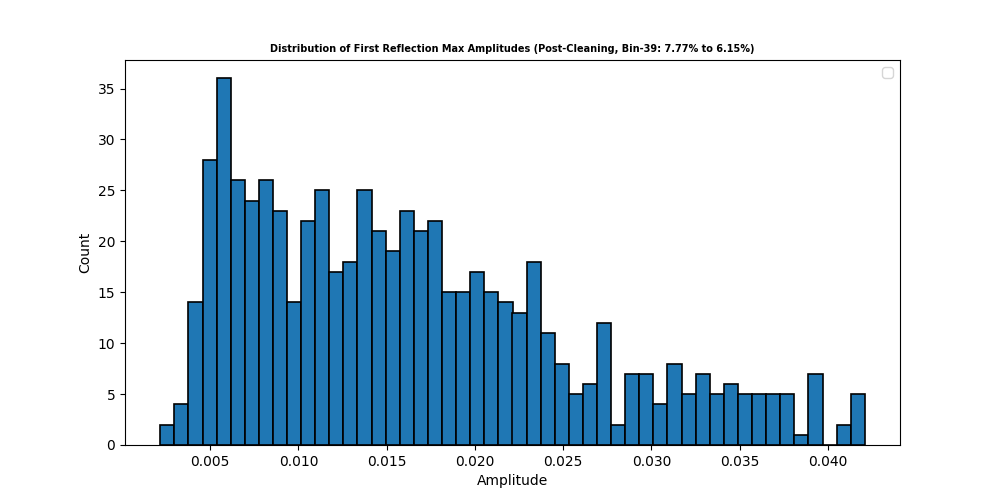 Distribution of First Reflection Max Amplitudes (Post-Cleaning, Bin-39: 7.77% to 6.15%)
35
30
25
20
15
10
5
0
Count
0.005 0.010 0.015 0.020 0.025 0.030 0.035 0.040
Amplitude